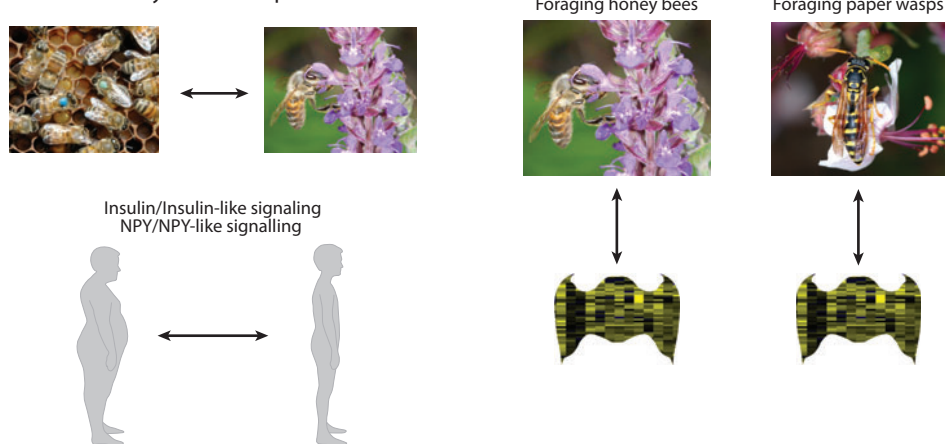 Foraging honey bees
Foraging paper wasps
Insulin/Insulin-like signaling
NPY/NPY-like signalling